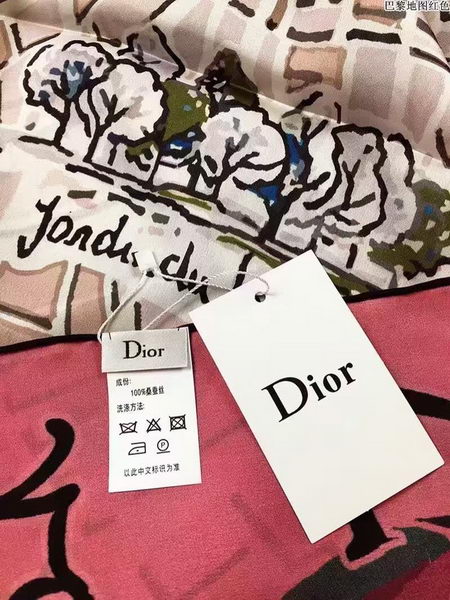 巴黎地图红色
Jardin du
Dior
成份:
100%桑蚕丝
洗涤方法:
P
以此中文标识为准
Dior